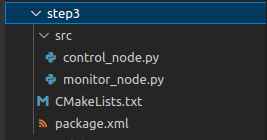 step3
src
control_node.py
monitor_node.py
CMakeLists.txt
package.xml